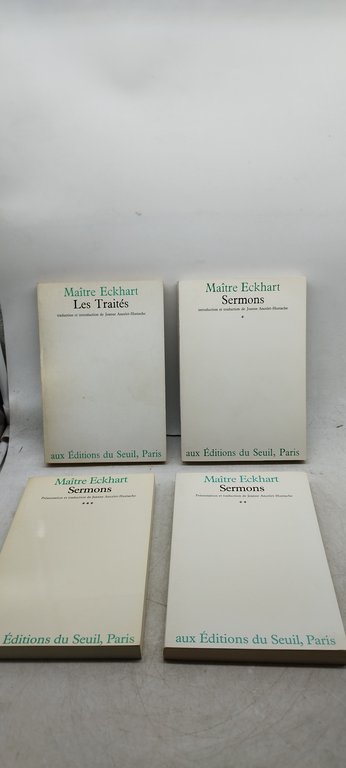 Maître Eckhart
Les Traités
traduction et introduction de Jeanne Ancelet-Hustache
aux Éditions du Seuil, Paris
Maître Eckhart
Sermons
introduction et traduction de Jeanne Ancelet-Hustache
*
aux Éditions du Seuil, Paris
Maître Eckhart
Sermons
Présentation et traduction de Jeanne Ancelet-Hustache
***
Éditions du Seuil, Paris
Maître Eckhart
Sermons
Présentation et traduction de Jeanne Ancelet-Hustache
**
aux Éditions du Seuil, Paris